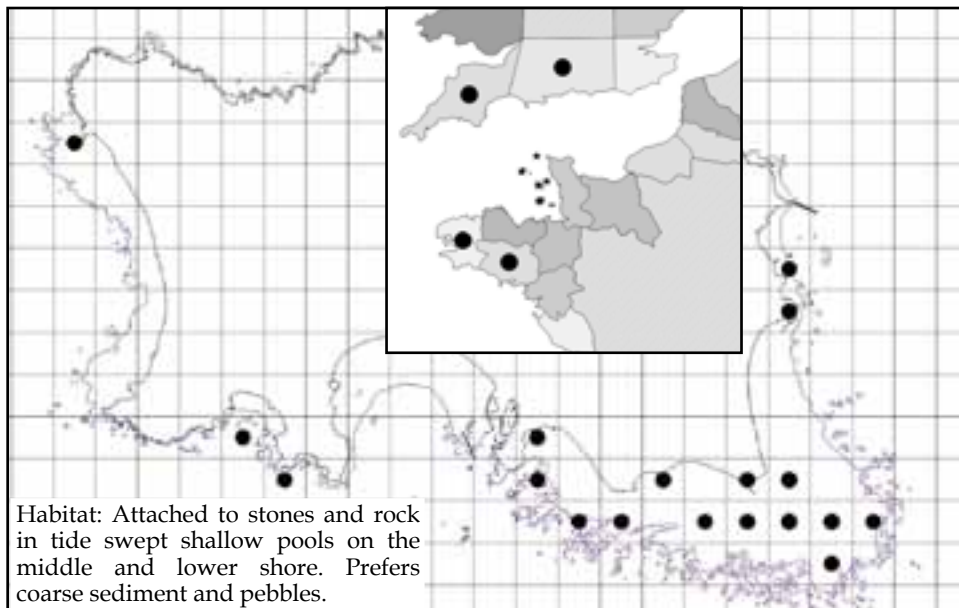 Habitat: Attached to stones and rock
in tide swept shallow pools on the
middle and lower shore. Prefers
coarse sediment and pebbles.